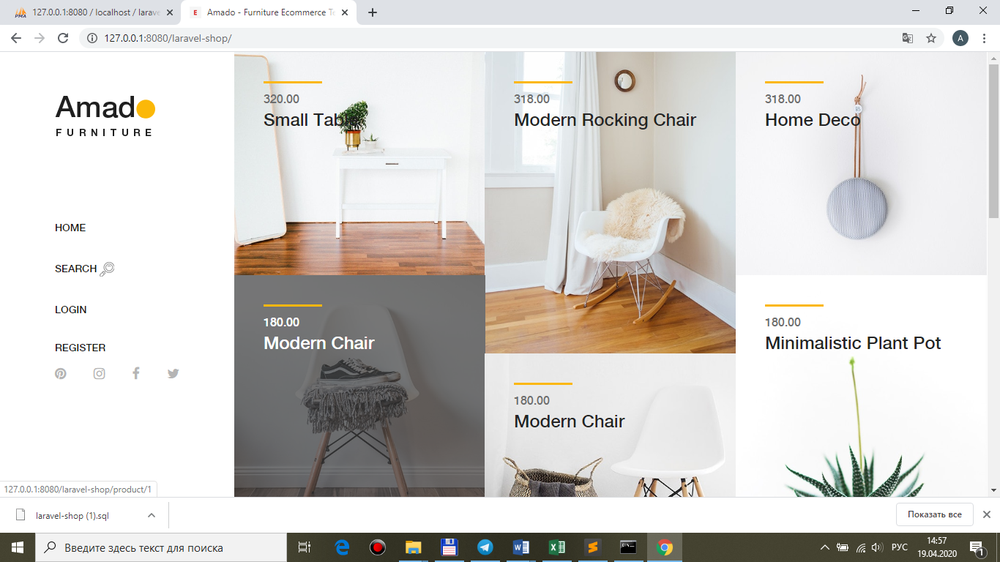 127.0.0.1:8080 / localhost / larave
Amado - Furniture Ecommerce Te
127.0.0.1:8080/laravel-shop/
A
Amado
FURNITURE
HOME
SEARCH
LOGIN
REGISTER
320.00
Small Table
318.00
Modern Rocking Chair
318.00
Home Deco
180.00
Modern Chair
180.00
Modern Chair
180.00
Minimalistic Plant Pot
127.0.0.1:8080/laravel-shop/product/1
laravel-shop (1).sql
Показать все
Введите здесь текст для поиска
РУС
14:57
19.04.2020
1